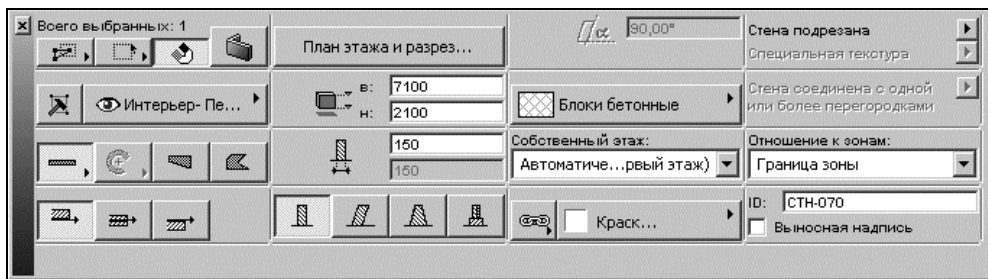 Всего выбранных: 1
План этажа и разрез...
α
90,00°
Стена подрезана
Специальная текстура
Интерьер- Пе...
в: 7100
н: 2100
Блоки бетонные
Стена соединена с одной
или более перегородками
150
150
Собственный этаж:
Автоматиче...рвый этаж)
Отношение к зонам:
Граница зоны
Краск...
ID: СТН-070
Выносная надпись